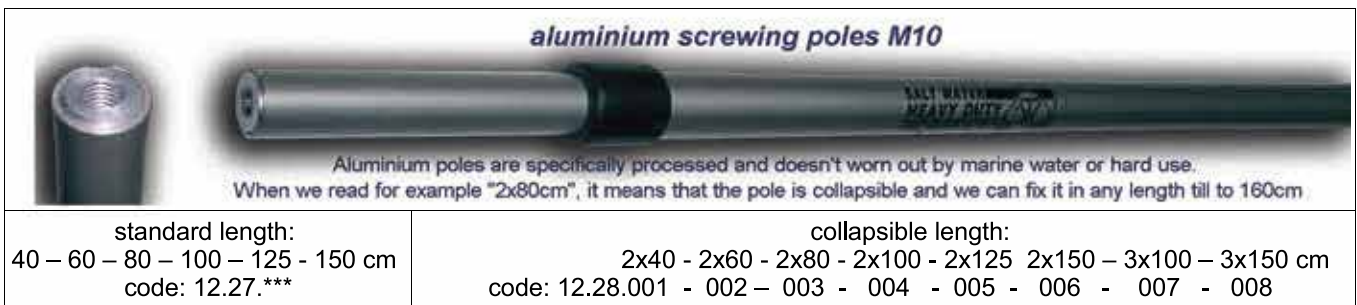 aluminium screwing poles M10
SALT WATER
HEAVY DUTY
Aluminium poles are specifically processed and doesn't worn out by marine water or hard use.
When we read for example "2x80cm", it means that the pole is collapsible and we can fix it in any length till to 160cm
standard length:
40 – 60 – 80 – 100 – 125 - 150 cm
code: 12.27.***
collapsible length:
2x40 - 2x60 - 2x80 - 2x100 - 2x125 2x150 – 3x100 – 3x150 cm
code: 12.28.001 - 002 – 003 - 004 - 005 - 006 - 007 - 008